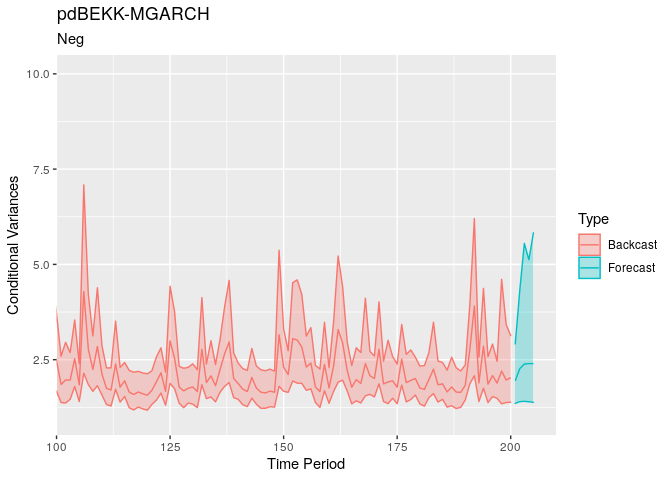 pdBEKK-MGARCH
Neg
10.0
7.5
5.0
2.5
Conditional Variances
100
125
150
175
200
Time Period
Type
Backcast
Forecast